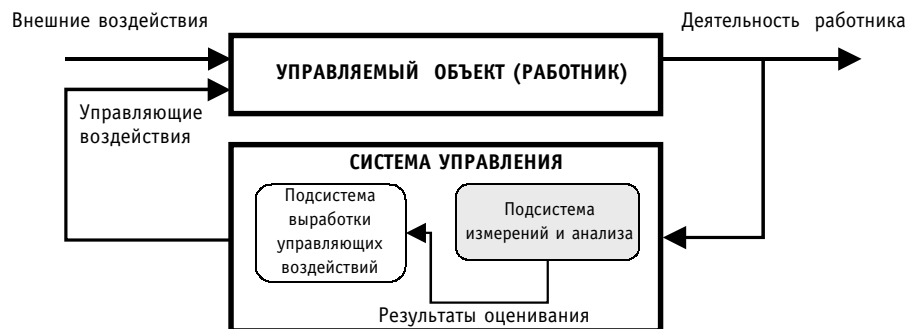 Внешние воздействия
Деятельность работника
УПРАВЛЯЕМЫЙ ОБЪЕКТ (РАБОТНИК)
Управляющие
воздействия
СИСТЕМА УПРАВЛЕНИЯ
Подсистема
выработки
управляющих
воздействий
Подсистема
измерений и анализа
Результаты оценивания